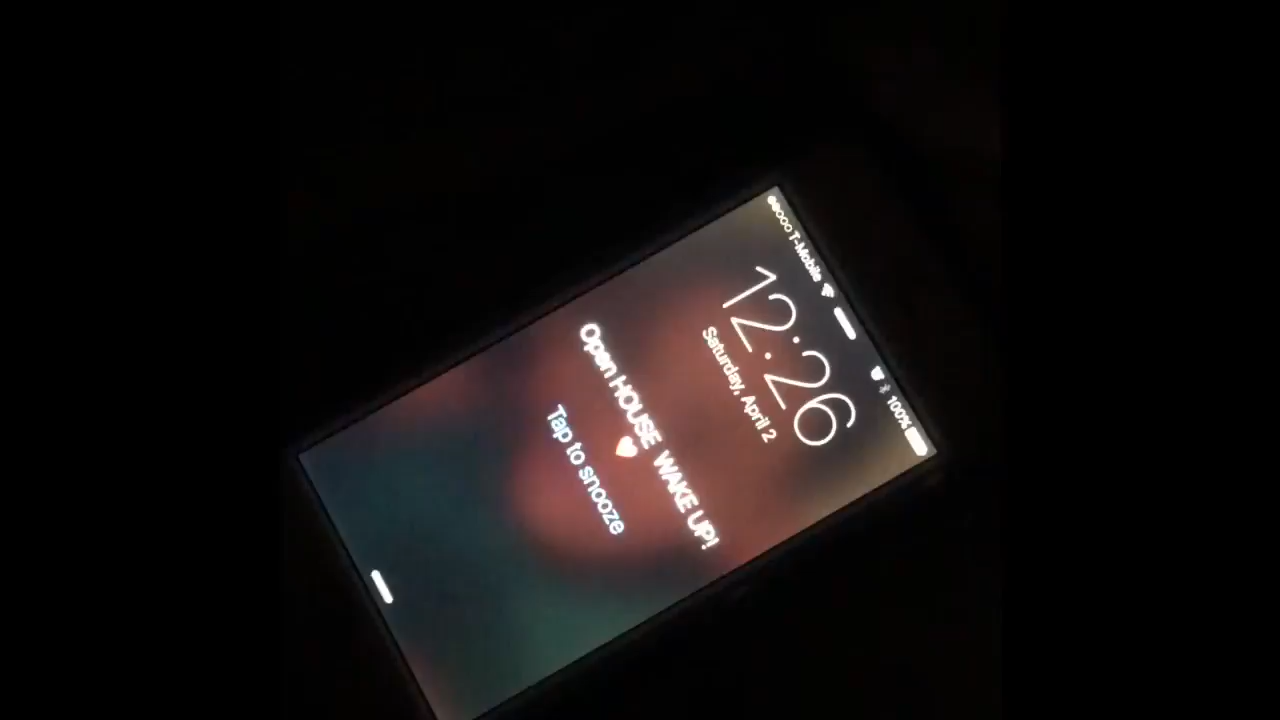 T-Mobile 100%
12:26
Saturday, April 2
Open HOUSE WAKE UP!
Tap to snooze